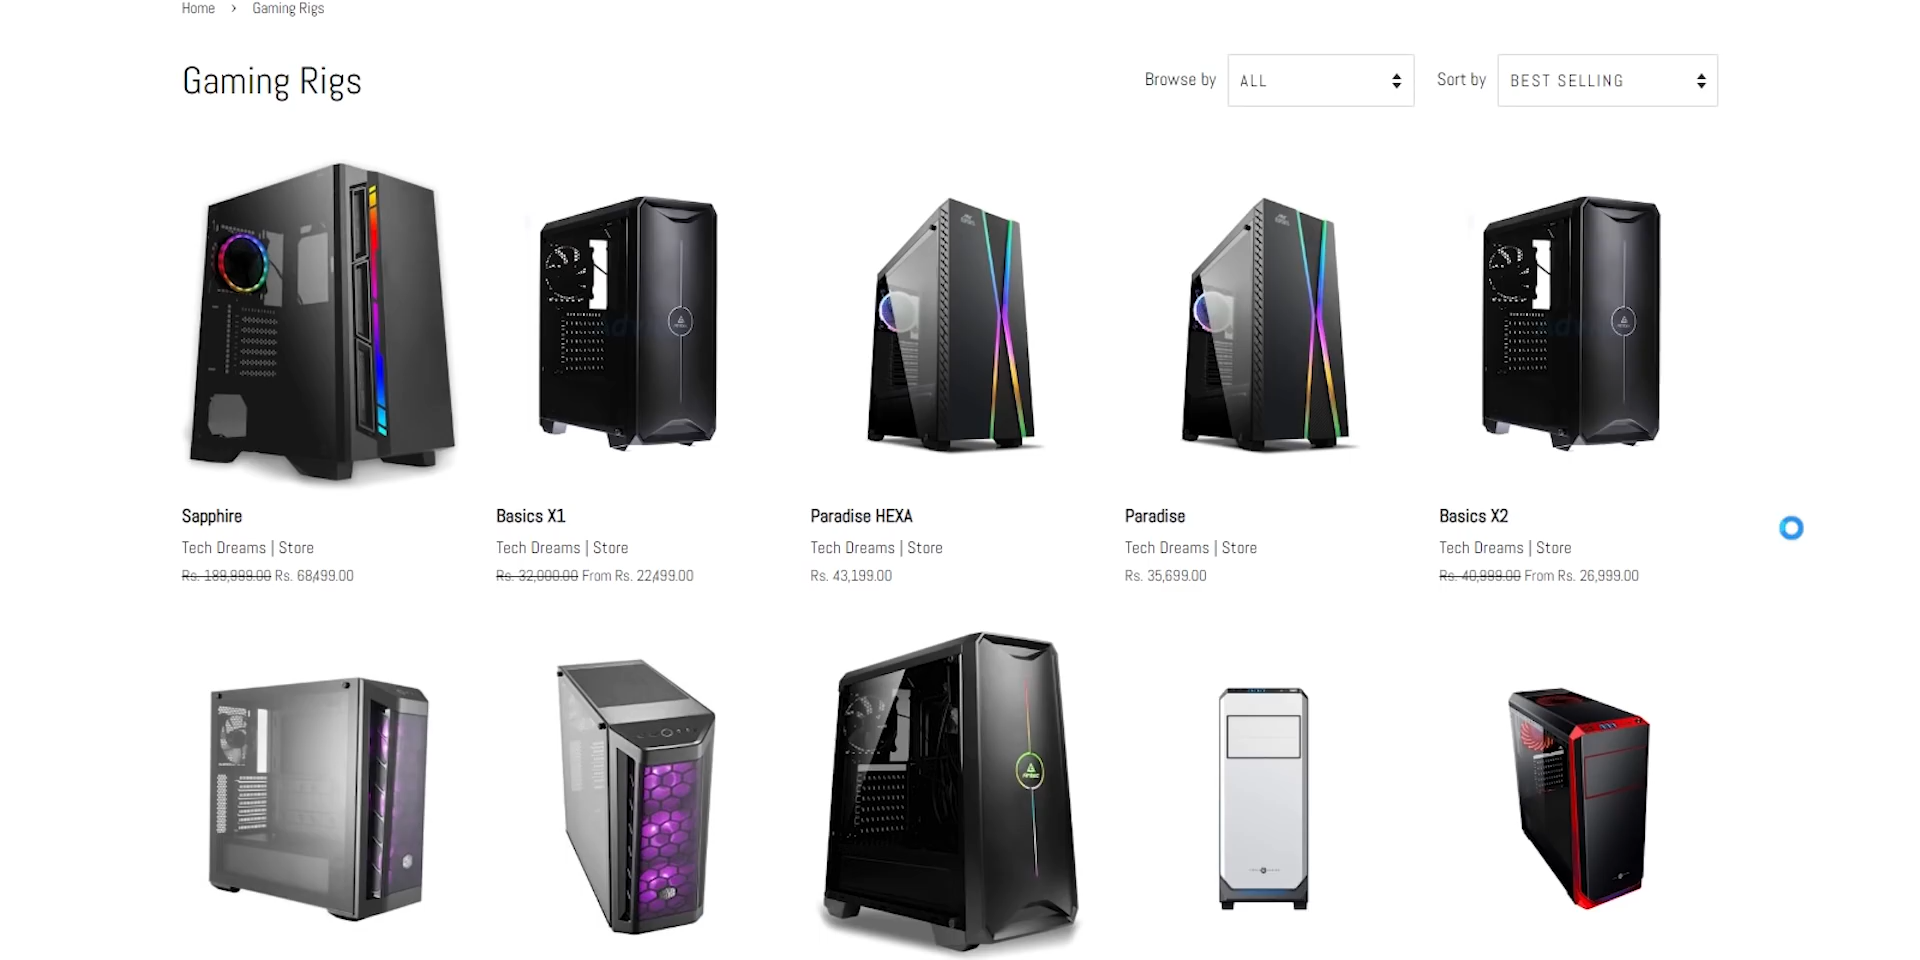 Home › Gaming Rigs
Gaming Rigs
Browse by ALL Sort by BEST SELLING
Sapphire
Tech Dreams | Store
Rs. 189,999.00 Rs. 68,499.00
Basics X1
Tech Dreams | Store
Rs. 32,000.00 From Rs. 22,499.00
Paradise HEXA
Tech Dreams | Store
Rs. 43,199.00
Paradise
Tech Dreams | Store
Rs. 35,699.00
Basics X2
Tech Dreams | Store
Rs. 40,999.00 From Rs. 26,999.00